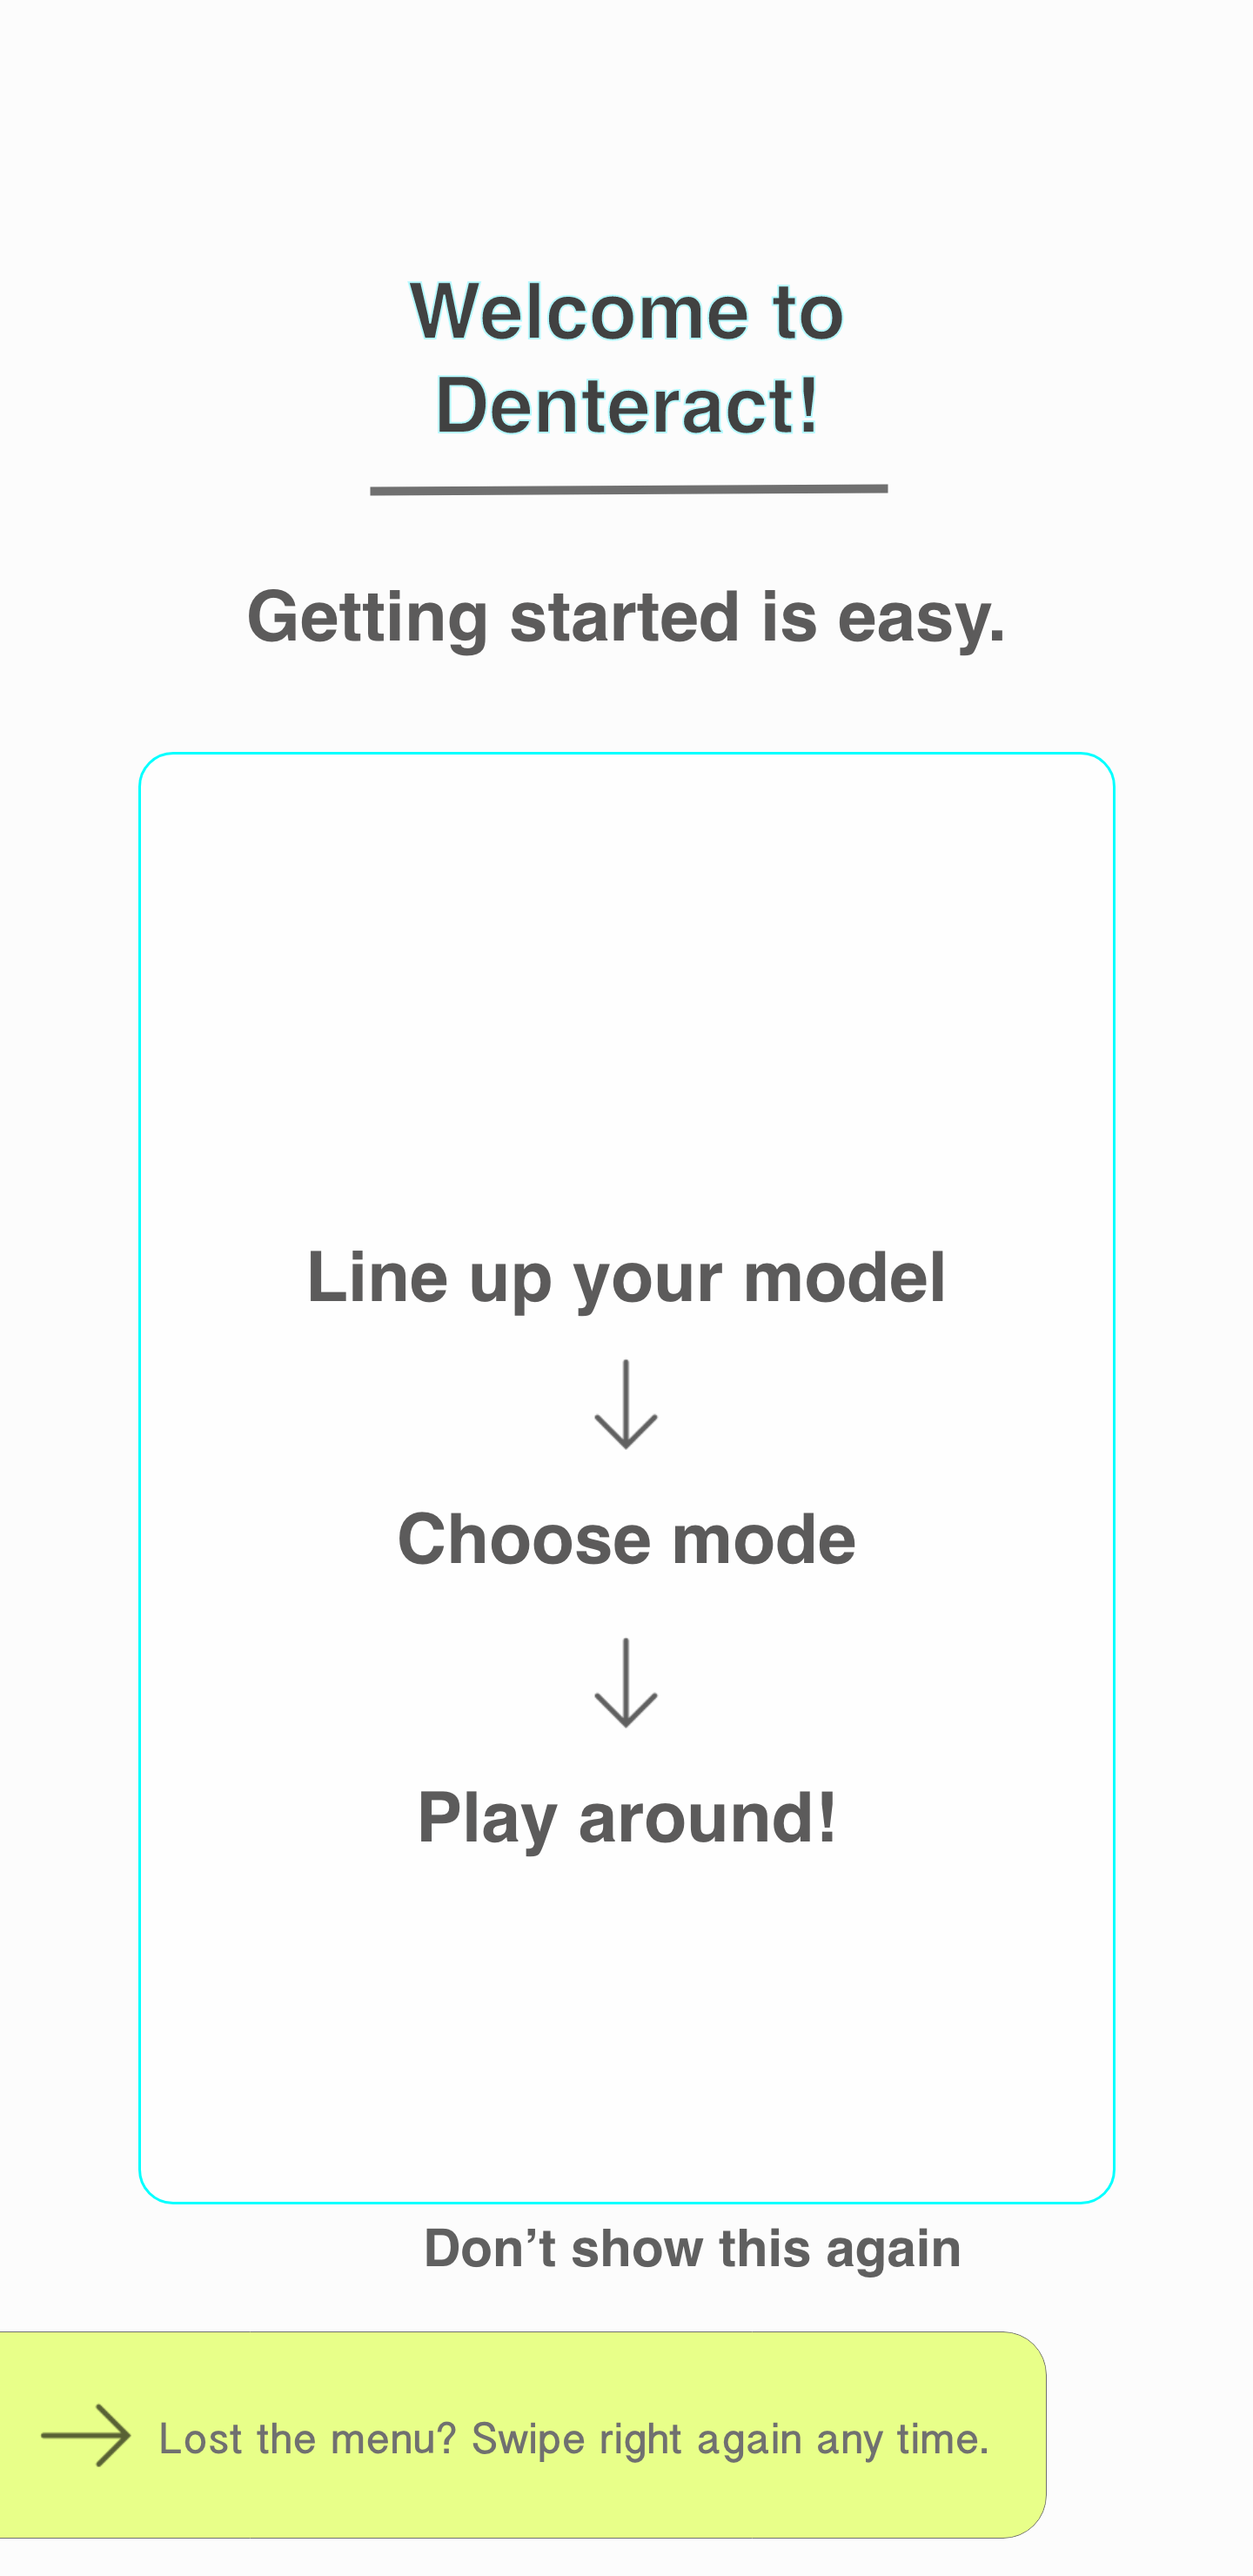 Welcome to
Denteract!
Getting started is easy.
Line up your model
Choose mode
Play around!
Don’t show this again
Lost the menu? Swipe right again any time.